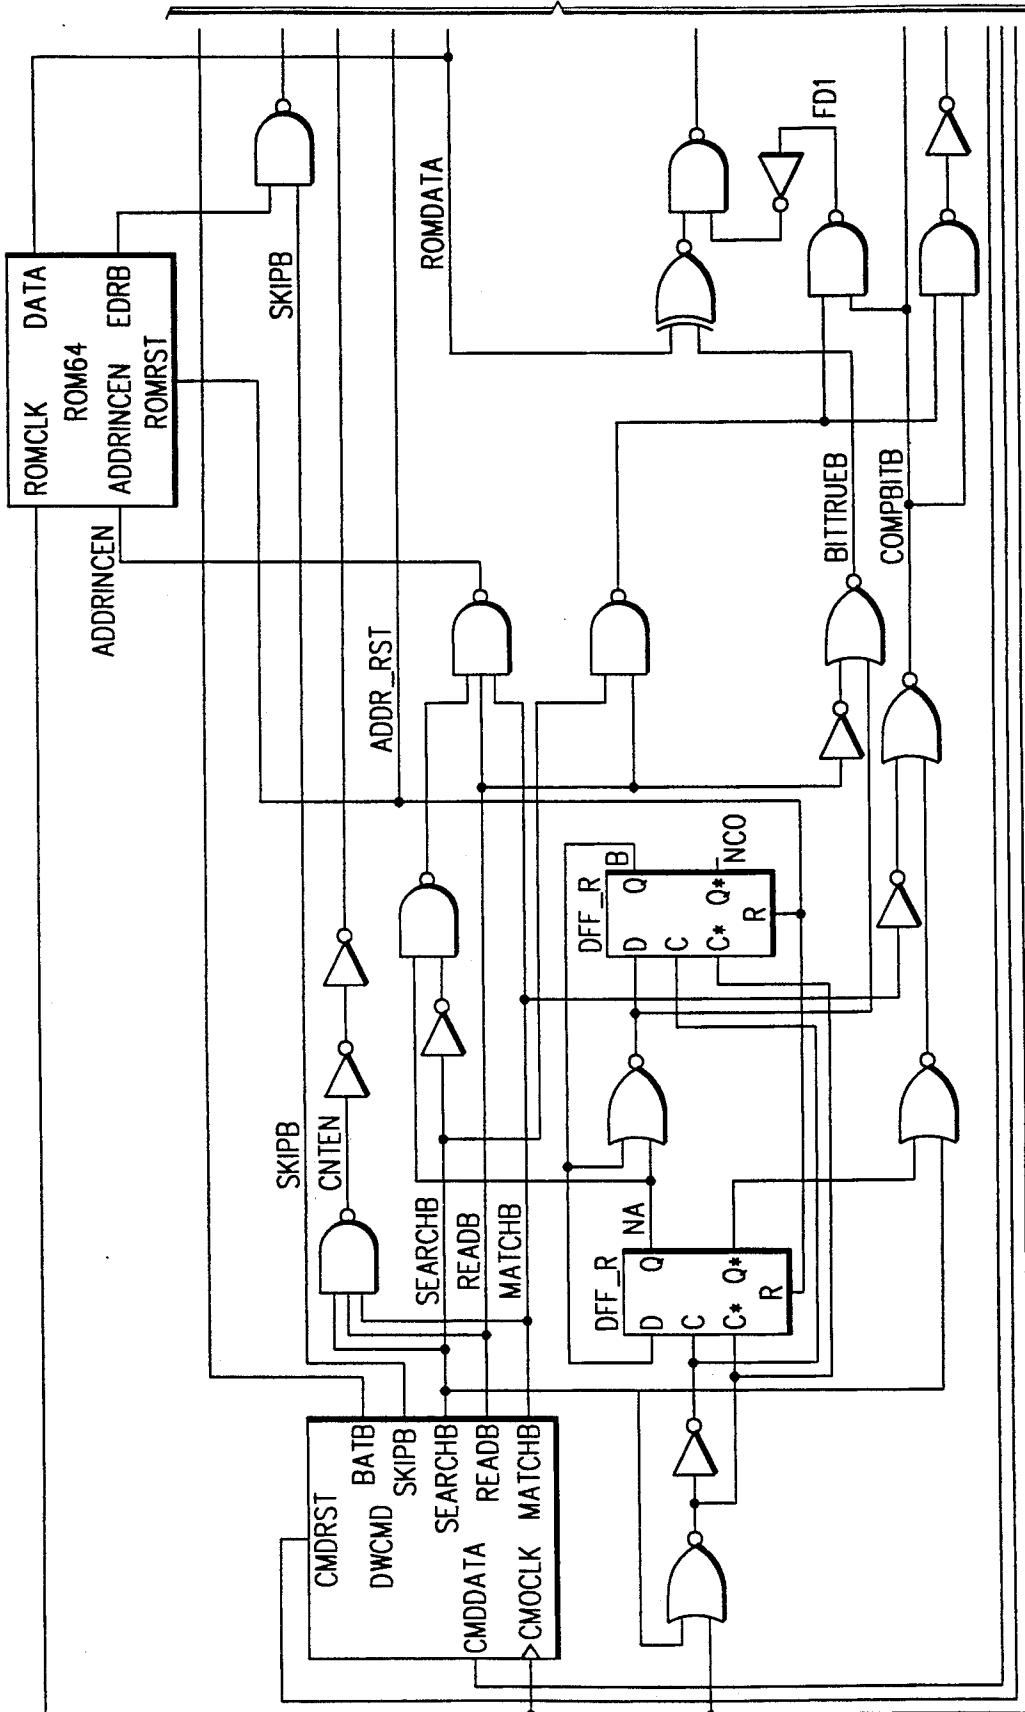 ROMCLK DATA
ROM64
ADDRINCEN EDRB
ROMRST
ADDRINCEN
SKIPB
ROMDATA
FD1
ADDR_RST
BITTRUEB
COMPBITB
SKIPB
CNTEN
SEARCHB
READB
MATCHB
NA
DFF_R
D Q
C
C* Q*
R
B
NCO
DFF_R
D Q
C
C* Q*
R
CMDRST
BATB
DWCMD
SKIPB
SEARCHB
CMDDATA READB
CMOCLK MATCHB